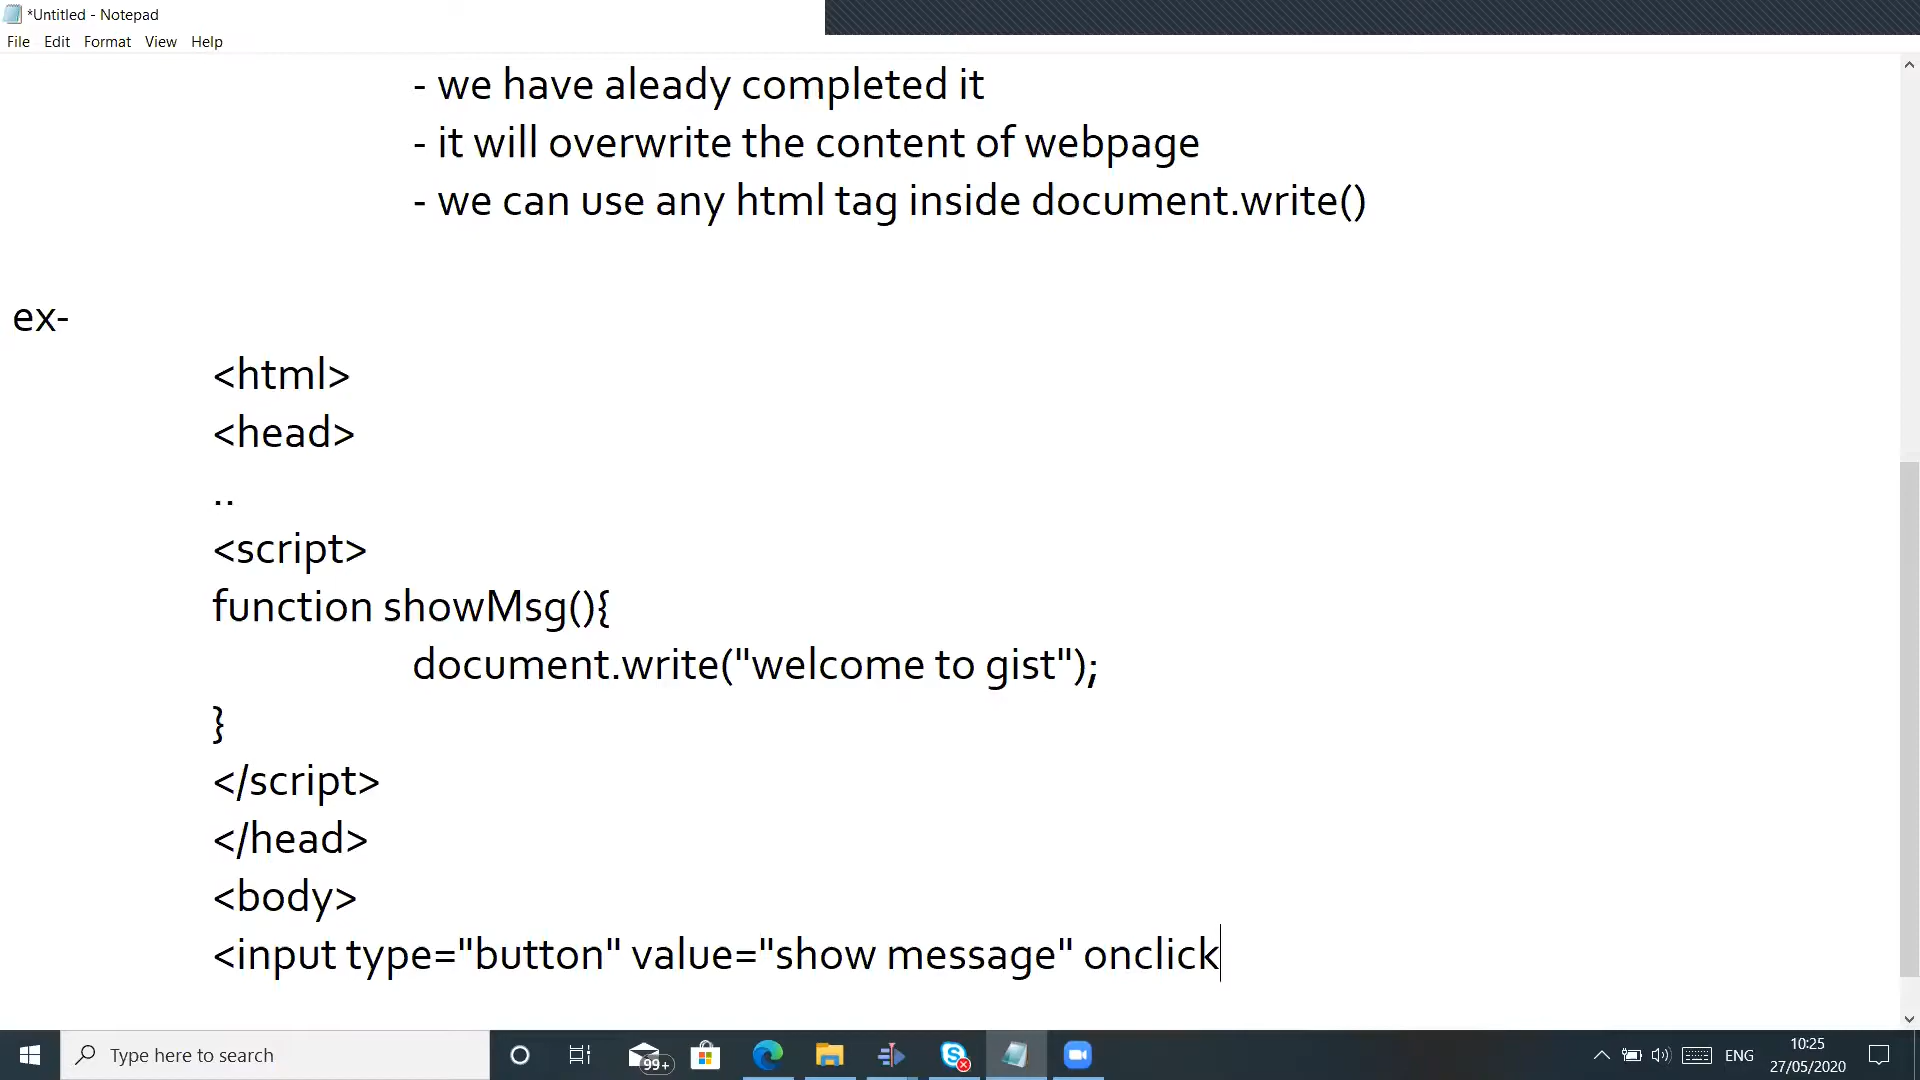 *Untitled - Notepad
File Edit Format View Help
- we have aleady completed it
- it will overwrite the content of webpage
- we can use any html tag inside document.write()
ex-
<html>
<head>
..
<script>
function showMsg(){
document.write("welcome to gist");
}
</script>
</head>
<body>
<input type="button" value="show message" onclick
Type here to search
99+
ENG
10:25
27/05/2020